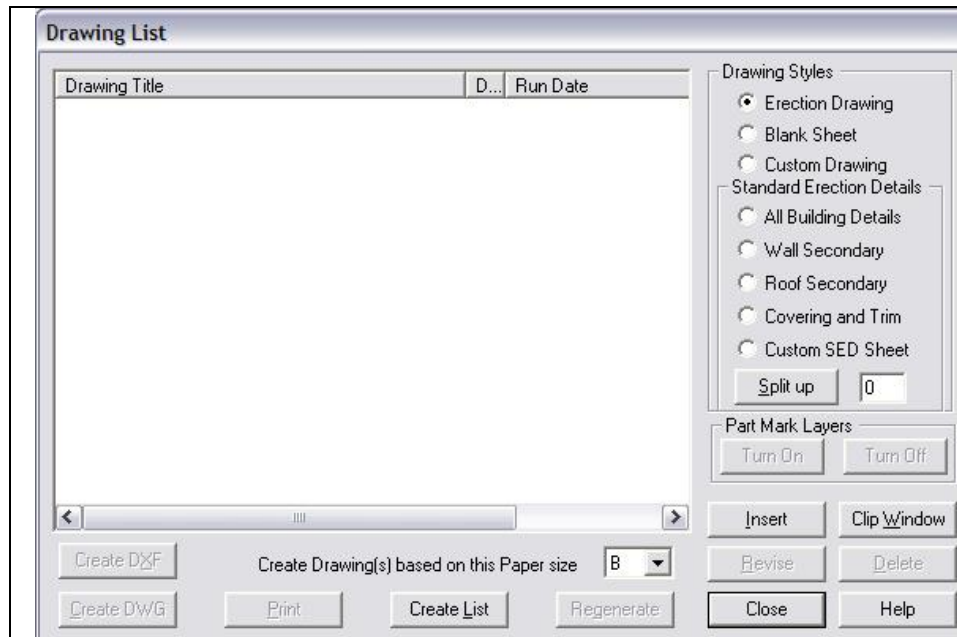 Drawing List
Drawing Title D... Run Date
Drawing Styles
Erection Drawing
Blank Sheet
Custom Drawing
Standard Erection Details
All Building Details
Wall Secondary
Roof Secondary
Covering and Trim
Custom SED Sheet
Split up 0
Part Mark Layers
Turn On Turn Off
Insert Clip Window
Create DXF Create Drawing(s) based on this Paper size B Revise Delete
Create DWG Print Create List Regenerate Close Help